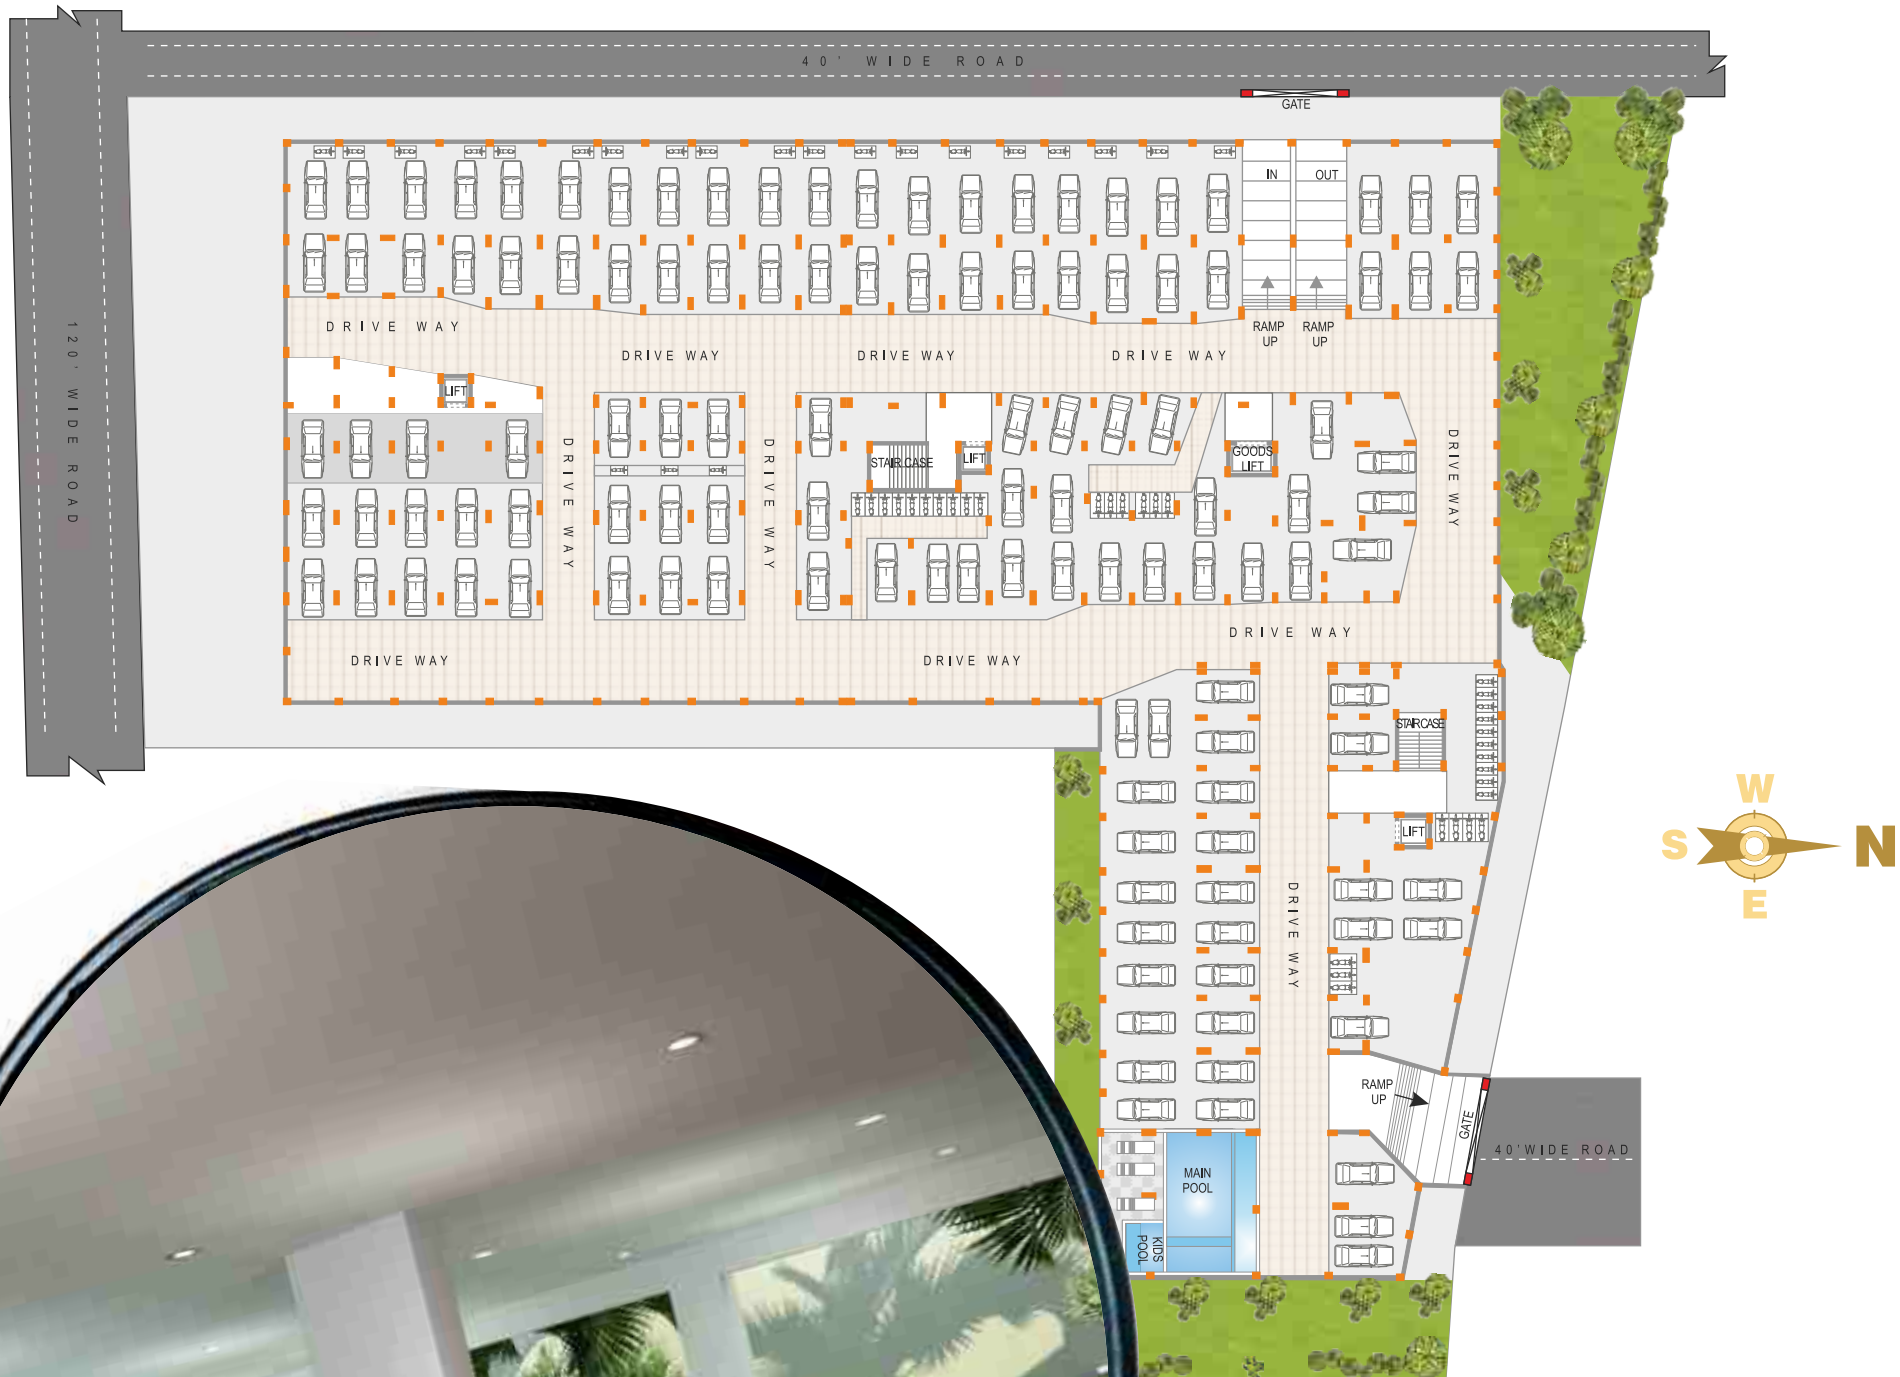 40' WIDE ROAD
GATE
IN
OUT
120' WIDE ROAD
DRIVE WAY
RAMP
UP
RAMP
UP
DRIVE WAY
DRIVE WAY
DRIVE WAY
LIFT
DRIVE WAY
DRIVE WAY
STAIR CASE
LIFT
GOODS
LIFT
DRIVE WAY
DRIVE WAY
DRIVE WAY
DRIVE WAY
STAIRCASE
LIFT
DRIVE WAY
W
S
N
E
RAMP
UP
GATE
40'WIDE ROAD
MAIN
POOL
KIDS
POOL